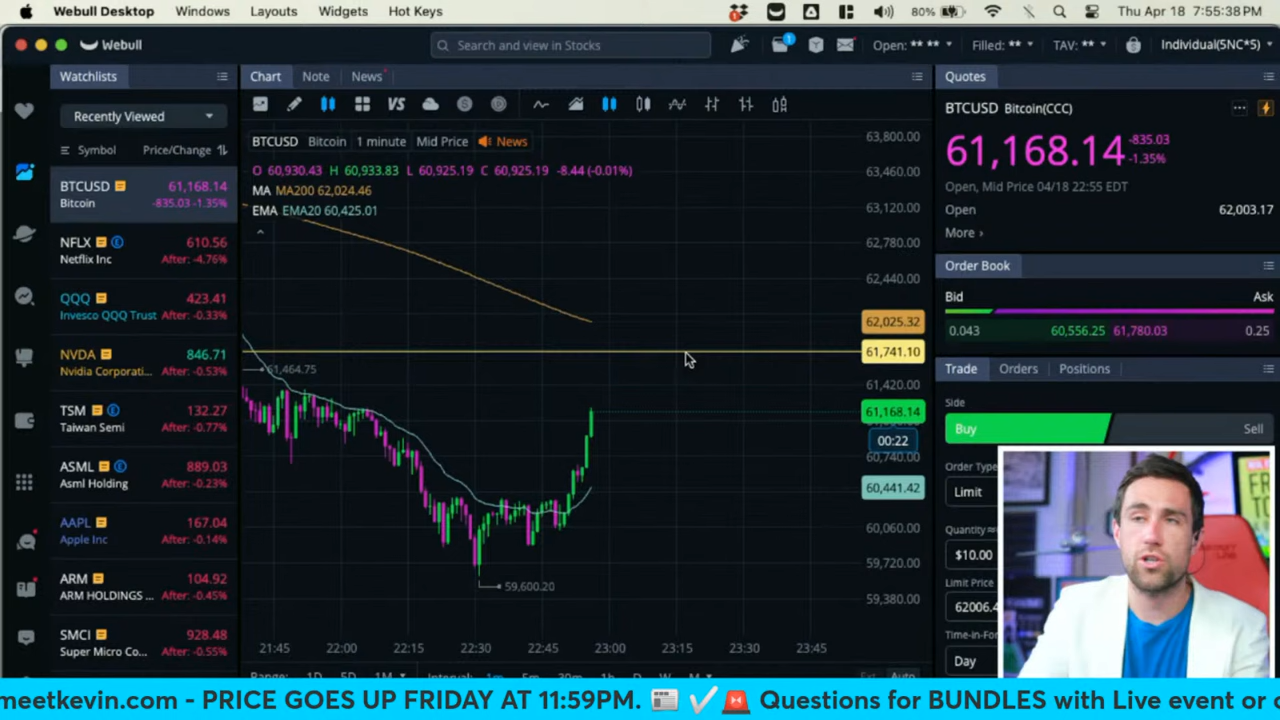 Webull Desktop Windows Layouts Widgets Hot Keys 80% Thu Apr 18 7:55:38 PM
Webull
Search and view in Stocks
1
Open: ** ** Filled: ** TAV: ** Individual(5NC*5)
Watchlists
Recently Viewed
Symbol Price/Change
BTCUSD 61,168.14
Bitcoin -835.03 -1.35%
NFLX 610.56
Netflix Inc After: -4.76%
QQQ 423.41
Invesco QQQ Trust After: -0.33%
NVDA 846.71
Nvidia Corporati... After: -0.53%
TSM 132.27
Taiwan Semi After: -0.77%
ASML 889.03
Asml Holding After: -0.23%
AAPL 167.04
Apple Inc After: -0.14%
ARM 104.92
ARM HOLDINGS ... After: -0.45%
SMCI 928.48
Super Micro Co... After: -0.55%
Chart Note News
VS
BTCUSD Bitcoin 1 minute Mid Price News
O 60,930.43 H 60,933.83 L 60,925.19 C 60,925.19 -8.44 (-0.01%)
MA MA200 62,024.46
EMA EMA20 60,425.01
63,800.00
63,460.00
63,120.00
62,780.00
62,440.00
62,025.32
61,741.10
61,464.75
61,420.00
61,168.14
00:22
60,740.00
60,441.42
60,060.00
59,720.00
59,600.20
59,380.00
21:45 22:00 22:15 22:30 22:45 23:00 23:15 23:30 23:45
Quotes
BTCUSD Bitcoin(CCC)
61,168.14 -835.03
-1.35%
Open, Mid Price 04/18 22:55 EDT
Open 62,003.17
More
Order Book
Bid Ask
0.043 60,556.25 61,780.03 0.25
Trade Orders Positions
Side
Buy Sell
Order Type
Limit
Quantity
$10.00
Limit Price
62006.4
Time-in-For
Day
meetkevin.com - PRICE GOES UP FRIDAY AT 11:59PM. 📰 ✔️🚨 Questions for BUNDLES with Live event or